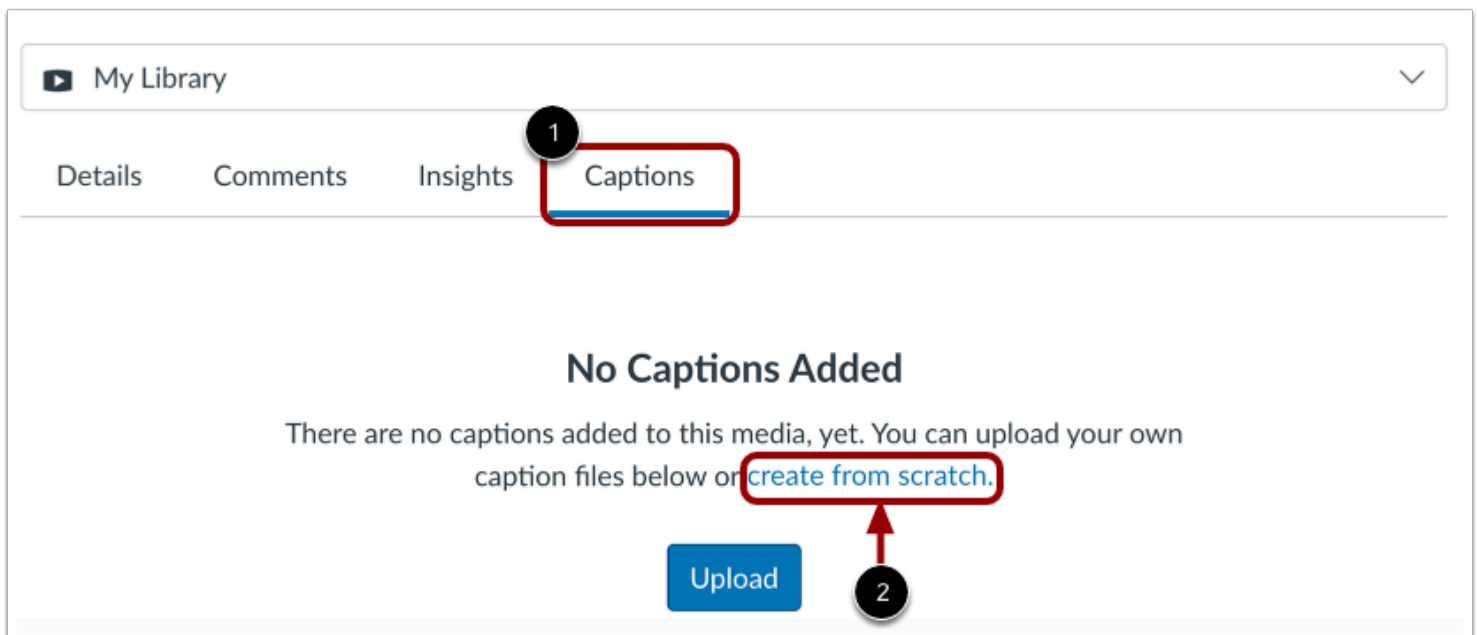 My Library
1
Details Comments Insights Captions
No Captions Added
There are no captions added to this media, yet. You can upload your own
caption files below or create from scratch.
Upload
2